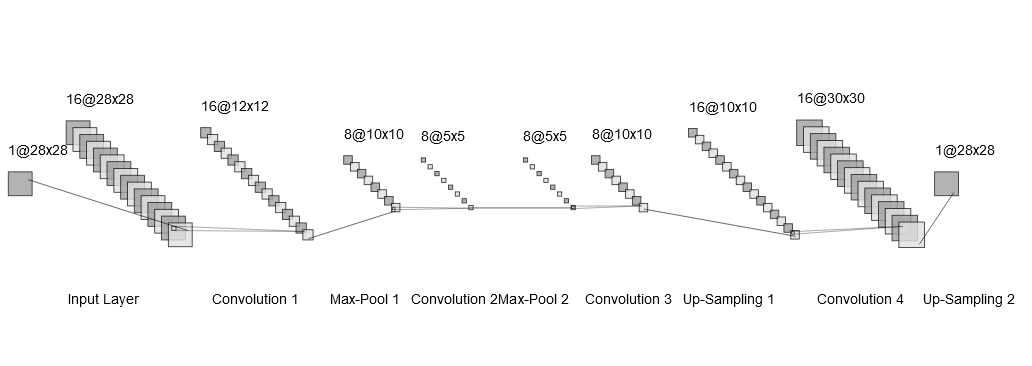 16@28x28
16@12x12
16@10x10
16@30x30
1@28x28
8@10x10
8@5x5
8@5x5
8@10x10
1@28x28
Input Layer
Convolution 1
Max-Pool 1
Convolution 2
Max-Pool 2
Convolution 3
Up-Sampling 1
Convolution 4
Up-Sampling 2